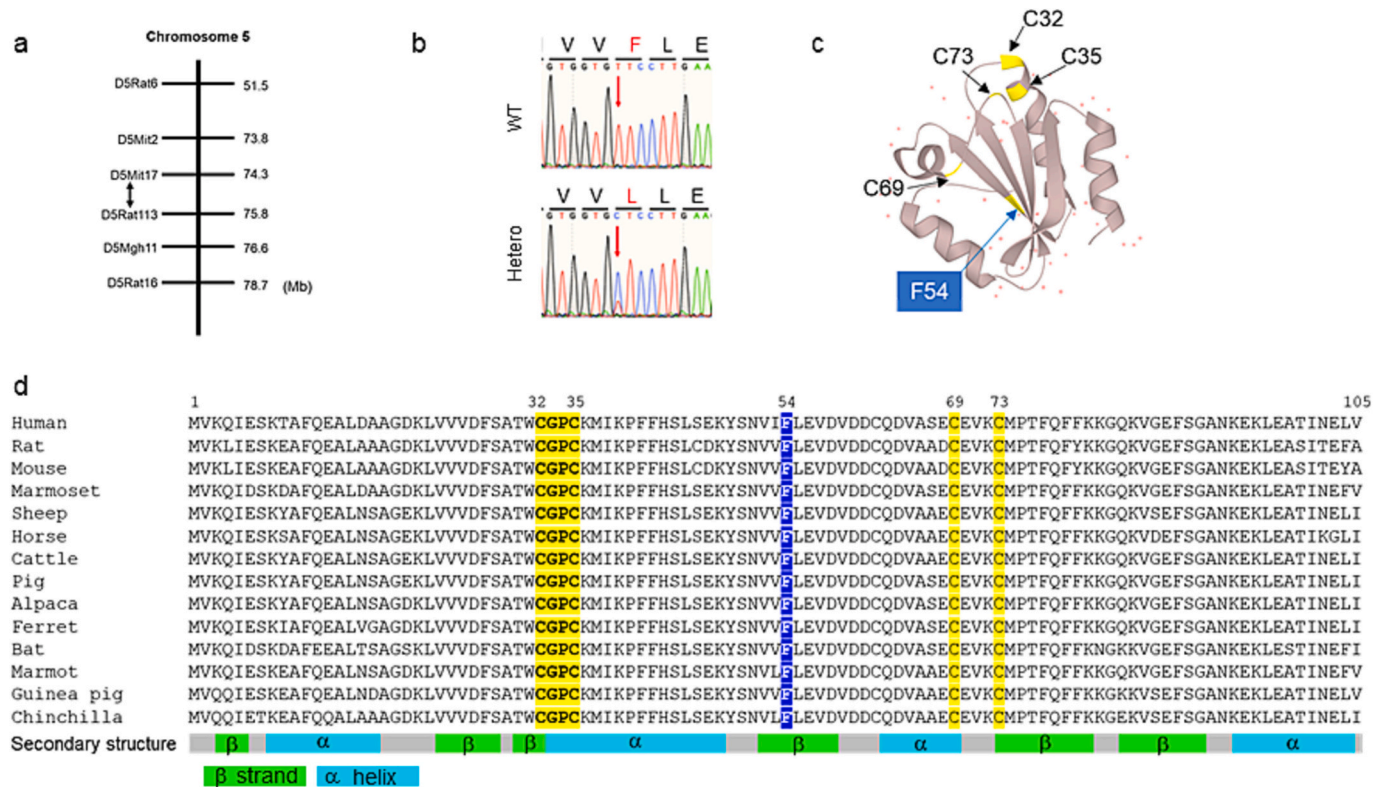 a
Chromosome 5
D5Rat6 51.5
D5Mit2 73.8
D5Mit17 74.3
D5Rat113 75.8
D5Mgh11 76.6
D5Rat16 78.7 (Mb)
b
V V F L E
G T G G T G T T C C T T G A A
WT
V V L L E
G T G G T G C T C C T T G A A
Hetero
c
C32
C73
C35
C69
F54
d
1 32 35 54 69 73 105
Human MVKQIESKTAFQEALDAAGDKLVVVDFSATWCGPCKMIKPFFHSLSEKYSNVIFLEVDVDDCQDVASECEVKCMPTFQFFKKGQKVGEFSGANKEKLEATINELV
Rat MVKLIESKEAFQEALAAAGDKLVVVDFSATWCGPCKMIKPFFHSLCDKYSNVVFLEVDVDDCQDVAADCEVKCMPTFQFYKKGQKVGEFSGANKEKLEASITEFA
Mouse MVKLIESKEAFQEALAAAGDKLVVVDFSATWCGPCKMIKPFFHSLCDKYSNVVFLEVDVDDCQDVAADCEVKCMPTFQFYKKGQKVGEFSGANKEKLEASITEYA
Marmoset MVKQIDSKDAFQEALDAAGDKLVVVDFSATWCGPCKMIKPFFHSLSEKYSNVVFLEVDVDDCQDVASECEVKCMPTFQFFKKGQKVGEFSGANKEKLEATINEFV
Sheep MVKQIESKYAFQEALNSAGEKLVVVDFSATWCGPCKMIKPFFHSLSEKYSNVVFLEVDVDDCQDVAAECEVKCMPTFQFFKKGQKVGEFSGANKEKLEATINELI
Horse MVKQIESKSAFQEALNSAGEKLVVVDFSATWCGPCKMIKPFFHSLSEKYSNVVFLEVDVDDCQDVAAECEVKCMPTFQFFKKGQKVDEFSGANKEKLEATIKGLI
Cattle MVKQIESKYAFQEALNSAGEKLVVVDFSATWCGPCKMIKPFFHSLSEKYSNVVFLEVDVDDCQDVAAECEVKCMPTFQFFKKGQKVGEFSGANKEKLEATINELI
Pig MVKQIESKYAFQEALNSAGEKLVVVDFSATWCGPCKMIKPFFHSLSEKYSNVVFLEVDVDDCQDVASECEVKCMPTFQFFKKGQKVGEFSGANKEKLEATINELI
Alpaca MVKQIESKYAFQEALNSAGDKLVVVDFSATWCGPCKMIKPFFHSLSEKYSNVVFLEVDVDDCQDVASECEVKCMPTFQFFKKGQKVGEFSGANKEKLEATINELI
Ferret MVKQIESKIAFQEALVGAGDKLVVVDFSATWCGPCKMIKPFFHSLSEKYSNVVFLEVDVDDCQDVASECEVKCMPTFQFFKKGQKVGEFSGANKEKLEATINELI
Bat MVKQIDSKDAFEEALTSAGSKLVVVDFSATWCGPCKMIKPFFHSLSEKYSNVVFLEVDVDDCQDVASECEVKCMPTFQFFKNGKKVGEFSGANKEKLESTINEFI
Marmot MVKQIESKEAFQEALNAAGDKLVVVDFSATWCGPCKMIKPFFHSLSEKYSNVLFLEVDVDDCQDVAAECEVKCMPTFQFFKKGQKVGEFSGANKEKLEATINEFV
Guinea pig MVQQIESKEAFQEALNDAGDKLVVVDFSATWCGPCKMIKPFFHSLSEKYSNVVFLEVDVDDCQDVAAECEVKCMPTFQFFKKGKKVSEFSGANKEKLEATINELV
Chinchilla MVQQIETKEAFQQALAAAGDKLVVVDFSATWCGPCKMIKPFFHSLSEKYSNVLFLEVDVDDCQDVAAECEVKCMPTFQFFKKGEKVGEFSGANKEKLEATINELI
Secondary structure β α β β α β α β β α
β strand α helix